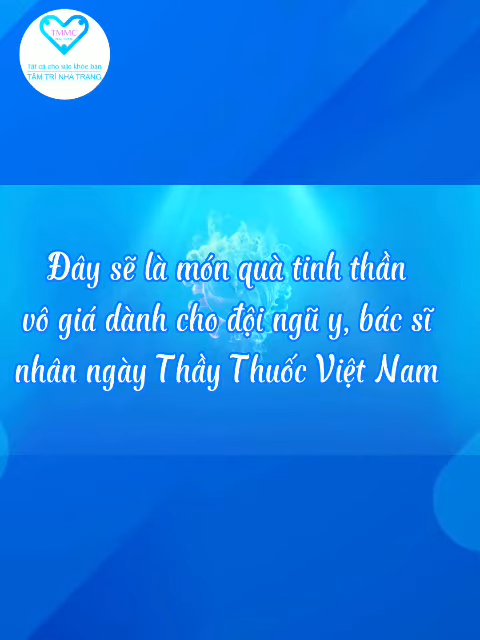 TMMC
Tất cả cho sức khỏe bạn
TÂM TRÍ NHA TRANG
Đây sẽ là món quà tinh thần
vô giá dành cho đội ngũ y, bác sĩ
nhân ngày Thầy Thuốc Việt Nam